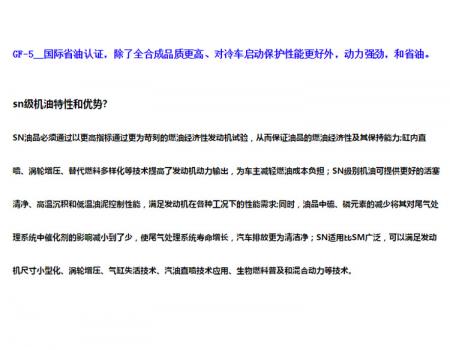 GF-5__国际省油认证，除了全合成品质更高、对冷车启动保护性能更好外，动力强劲，和省油。
sn级机油特性和优势?
SN油品必须通过以更高指标通过更为苛刻的燃油经济性发动机试验，从而保证油品的燃油经济性及其保持能力:缸内直
喷、涡轮增压、替代燃料多样化等技术提高了发动机动力输出，为车主减轻燃油成本负担；SN级别机油可提供更好的活塞
清净、高温沉积和低温油泥控制性能，满足发动机在各种工况下的性能需求:同时，油品中硫、磷元素的减少将其对尾气处
理系统中催化剂的影响减小到了少，使尾气处理系统寿命增长，汽车排放更为清洁净；SN适用比SM广泛，可以满足发动
机尺寸小型化、涡轮增压、气缸失活技术、汽油直喷技术应用、生物燃料普及和混合动力等技术。